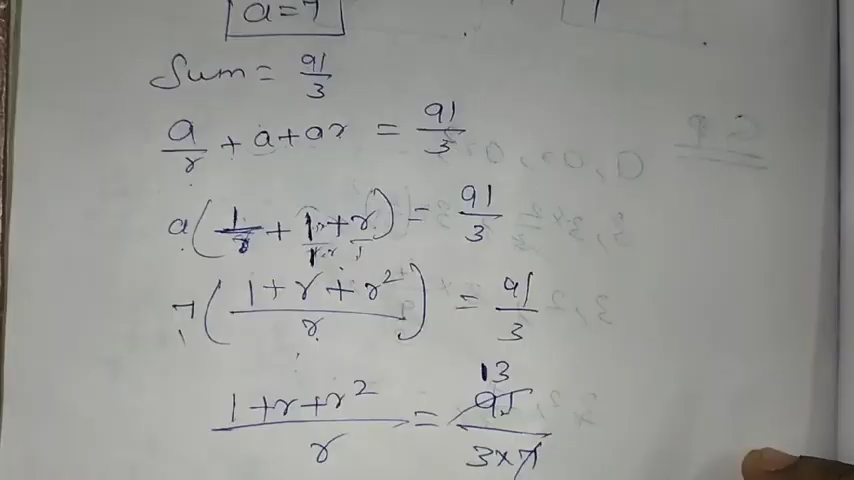 a = 7
Sum = 91/3
a/r + a + ar = 91/3
a(1/r + 1 + r) = 91/3
7((1 + r + r²)/r) = 91/3
(1 + r + r²)/r = 13 91/(3×7)